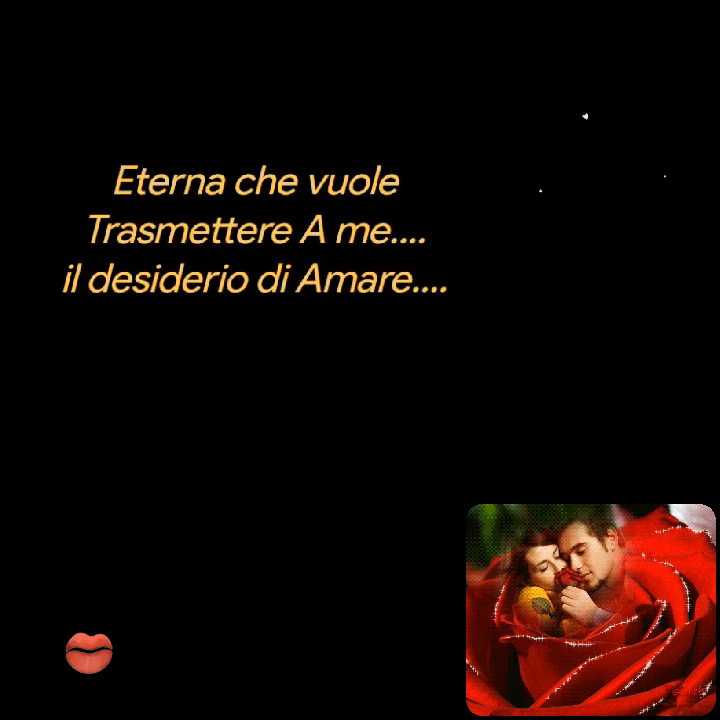 Eterna che vuole
Trasmettere A me....
il desiderio di Amare....